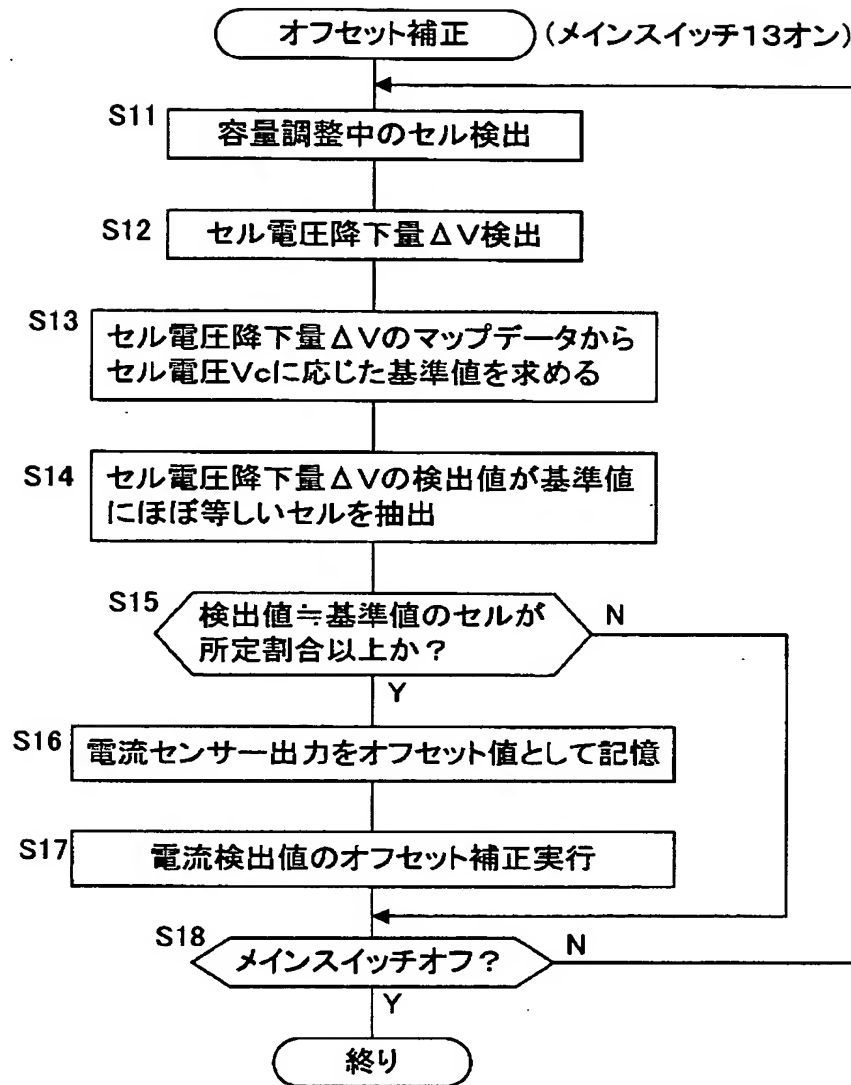 オフセット補正 (メインスイッチ13オン)
S11
容量調整中のセル検出
S12
セル電圧降下量ΔV検出
S13
セル電圧降下量ΔVのマップデータから
セル電圧Vcに応じた基準値を求める
S14
セル電圧降下量ΔVの検出値が基準値
にほぼ等しいセルを抽出
S15
検出値≒基準値のセルが
所定割合以上か?
N
Y
S16
電流センサー出力をオフセット値として記憶
S17
電流検出値のオフセット補正実行
S18
メインスイッチオフ?
N
Y
終り